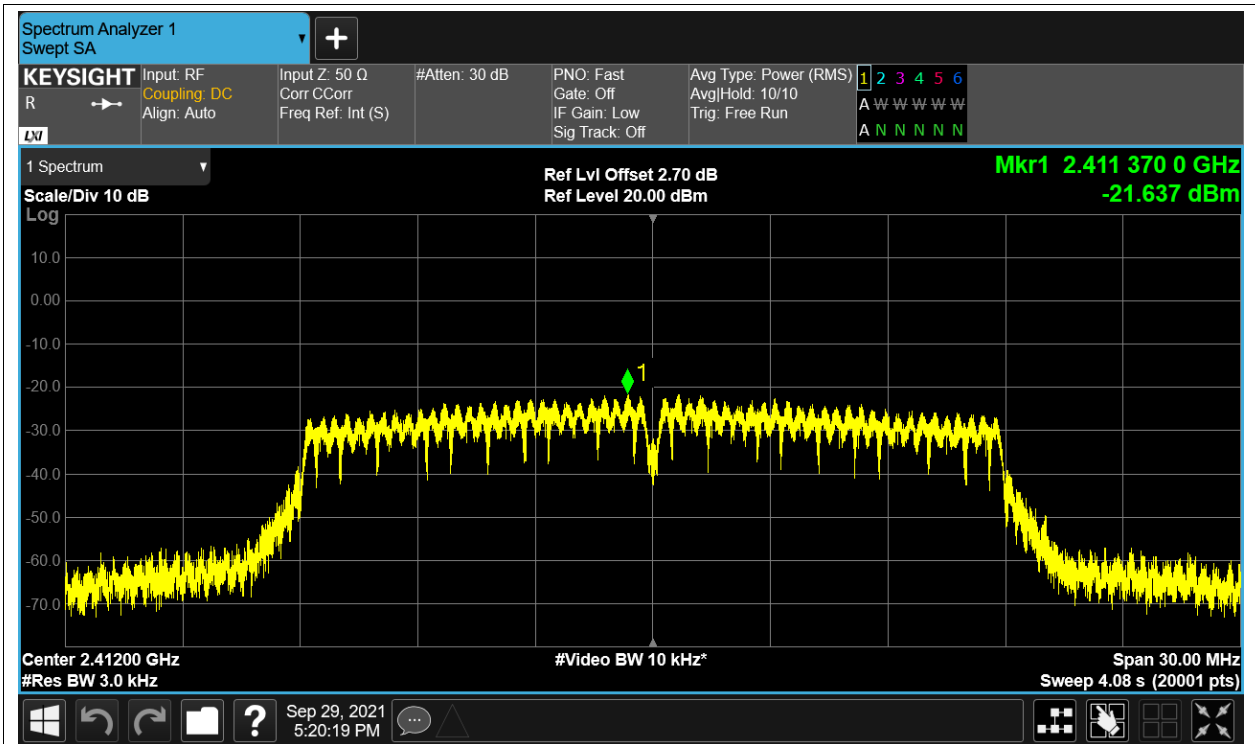 Spectrum Analyzer 1
Swept SA
KEYSIGHT
R
LXI
Input: RF
Coupling: DC
Align: Auto
Input Z: 50 Ω
Corr CCorr
Freq Ref: Int (S)
#Atten: 30 dB
PNO: Fast
Gate: Off
IF Gain: Low
Sig Track: Off
Avg Type: Power (RMS)
Avg|Hold: 10/10
Trig: Free Run
1 2 3 4 5 6
A W W W W W
A N N N N N
1 Spectrum
Scale/Div 10 dB
Log
Ref Lvl Offset 2.70 dB
Ref Level 20.00 dBm
Mkr1 2.411 370 0 GHz
-21.637 dBm
10.0
0.00
-10.0
-20.0
-30.0
-40.0
-50.0
-60.0
-70.0
1
Center 2.41200 GHz
#Res BW 3.0 kHz
#Video BW 10 kHz*
Span 30.00 MHz
Sweep 4.08 s (20001 pts)
?
Sep 29, 2021
5:20:19 PM